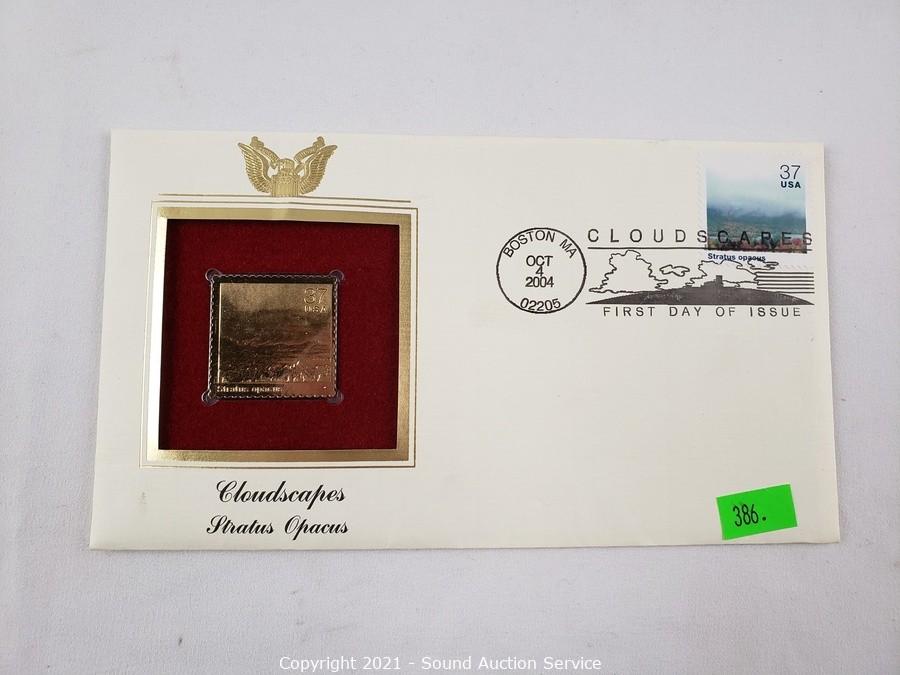 37
USA
Stratus opacus
BOSTON MA
OCT
4
2004
02205
CLOUDSCAPES
FIRST DAY OF ISSUE
37
USA
Stratus opacus
Cloudscapes
Stratus Opacus
386.
Copyright 2021 - Sound Auction Service